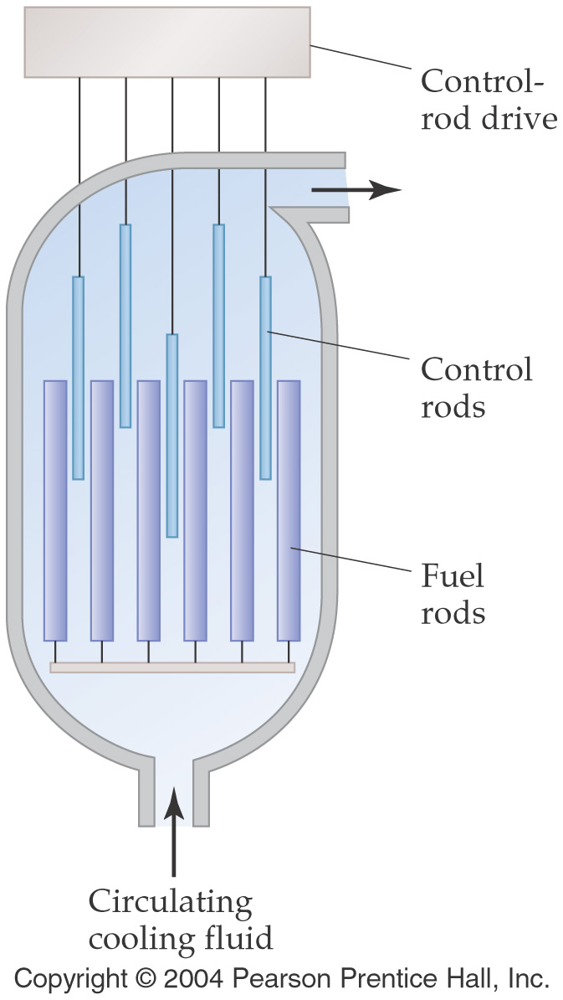 Control-
rod drive
Control
rods
Fuel
rods
Circulating
cooling fluid
Copyright © 2004 Pearson Prentice Hall, Inc.